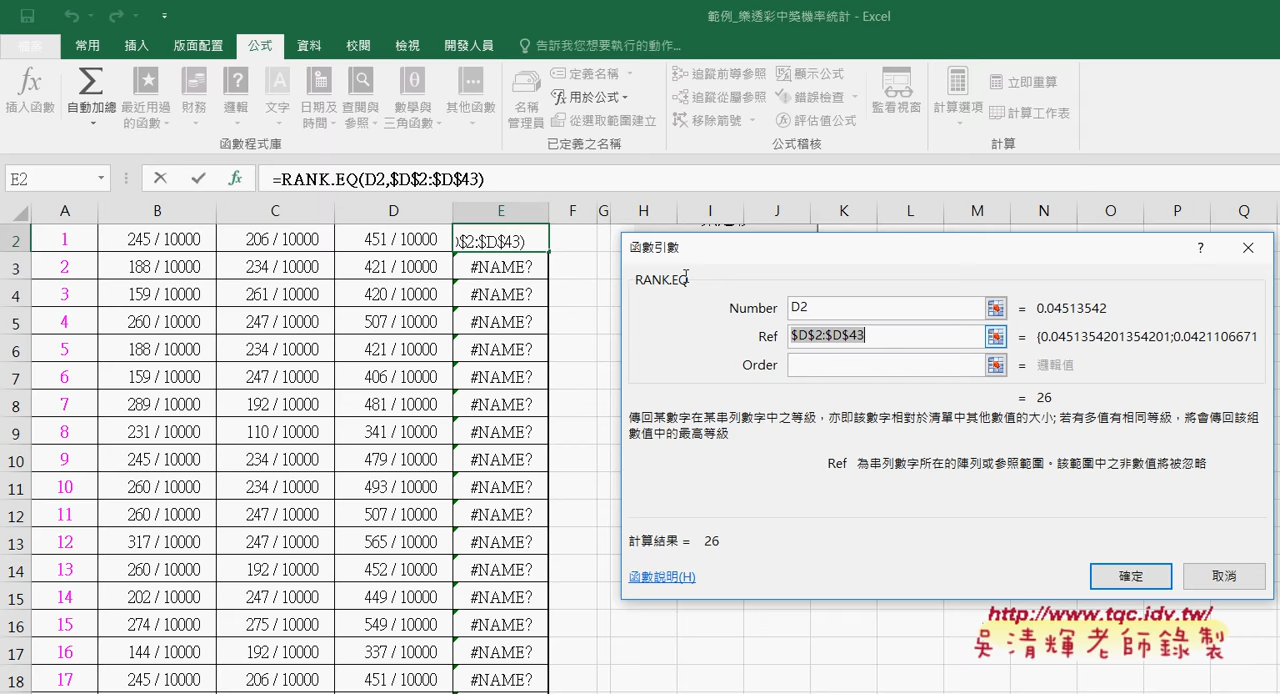 範例_樂透彩中獎機率統計 - Excel
檔案 常用 插入 版面配置 公式 資料 校閱 檢視 開發人員 告訴我您想要執行的動作...
fx Σ ? A θ
插入函數 自動加總 最近用過的函數 財務 邏輯 文字 日期及時間 查閱與參照 數學與三角函數 其他函數
名稱管理員 定義名稱 用於公式 從選取範圍建立
追蹤前導參照 追蹤從屬參照 移除箭號 顯示公式 錯誤檢查 評估值公式 監看視窗
計算選項 立即重算 計算工作表
函數程式庫 已定義之名稱 公式稽核 計算
E2 fx =RANK.EQ(D2,$D$2:$D$43)
A B C D E F G H I J K L M N O P Q
2 1 245 / 10000 206 / 10000 451 / 10000 $2:$D$43)
3 2 188 / 10000 234 / 10000 421 / 10000 #NAME?
4 3 159 / 10000 261 / 10000 420 / 10000 #NAME?
5 4 260 / 10000 247 / 10000 507 / 10000 #NAME?
6 5 188 / 10000 234 / 10000 421 / 10000 #NAME?
7 6 159 / 10000 247 / 10000 406 / 10000 #NAME?
8 7 289 / 10000 192 / 10000 481 / 10000 #NAME?
9 8 231 / 10000 110 / 10000 341 / 10000 #NAME?
10 9 245 / 10000 234 / 10000 479 / 10000 #NAME?
11 10 260 / 10000 247 / 10000 493 / 10000 #NAME?
12 11 260 / 10000 247 / 10000 507 / 10000 #NAME?
13 12 317 / 10000 247 / 10000 565 / 10000 #NAME?
14 13 260 / 10000 192 / 10000 452 / 10000 #NAME?
15 14 202 / 10000 247 / 10000 449 / 10000 #NAME?
16 15 274 / 10000 275 / 10000 549 / 10000 #NAME?
17 16 144 / 10000 192 / 10000 337 / 10000 #NAME?
18 17 245 / 10000 206 / 10000 451 / 10000 #NAME?
函數引數 ?
RANK.EQ
Number D2 = 0.04513542
Ref $D$2:$D$43 = {0.0451354201354201;0.0421106671
Order = 邏輯值
= 26
傳回某數字在某串列數字中之等級，亦即該數字相對於清單中其他數值的大小; 若有多值有相同等級，將會傳回該組
數值中的最高等級
Ref 為串列數字所在的陣列或參照範圍。該範圍中之非數值將被忽略
計算結果 = 26
函數說明(H) 確定 取消
http://www.tqc.idv.tw/
吳清輝老師錄製